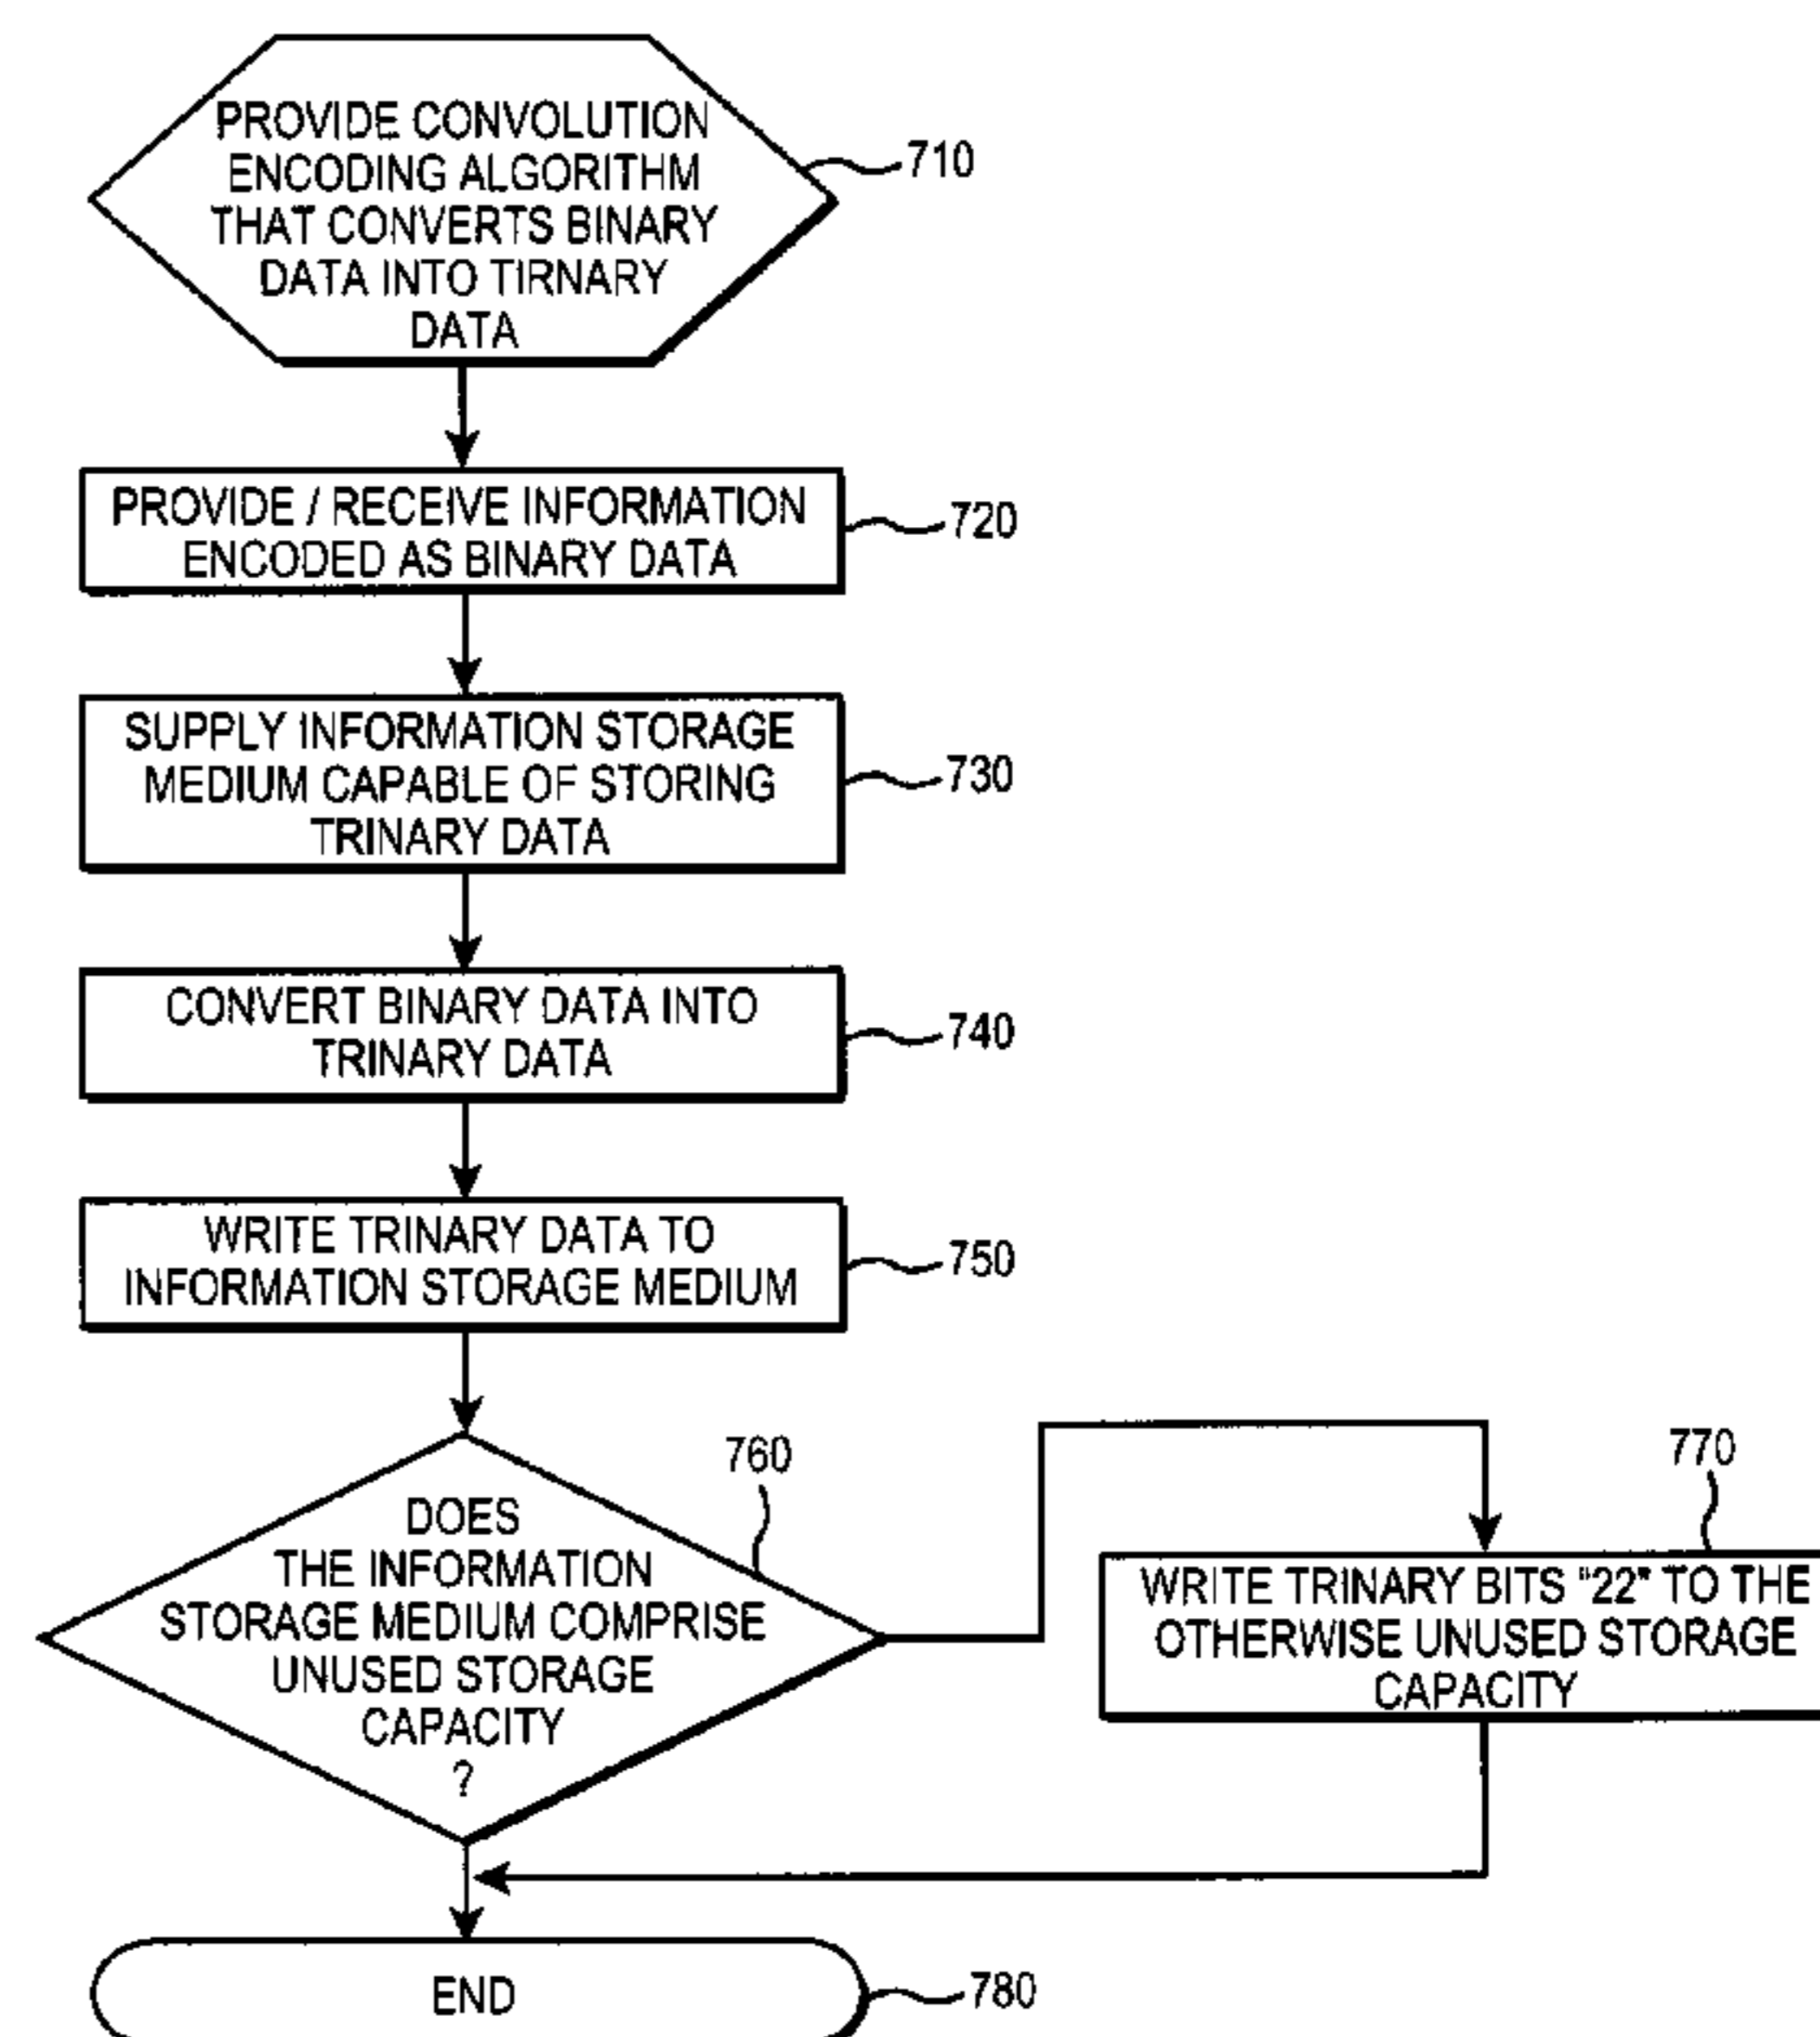 PROVIDE CONVOLUTION
ENCODING ALGORITHM
THAT CONVERTS BINARY
DATA INTO TIRNARY
DATA
710
PROVIDE / RECEIVE INFORMATION
ENCODED AS BINARY DATA
720
SUPPLY INFORMATION STORAGE
MEDIUM CAPABLE OF STORING
TRINARY DATA
730
CONVERT BINARY DATA INTO
TRINARY DATA
740
WRITE TRINARY DATA TO
INFORMATION STORAGE MEDIUM
750
DOES
THE INFORMATION
STORAGE MEDIUM COMPRISE
UNUSED STORAGE
CAPACITY
?
760
770
WRITE TRINARY BITS "22" TO THE
OTHERWISE UNUSED STORAGE
CAPACITY
END
780